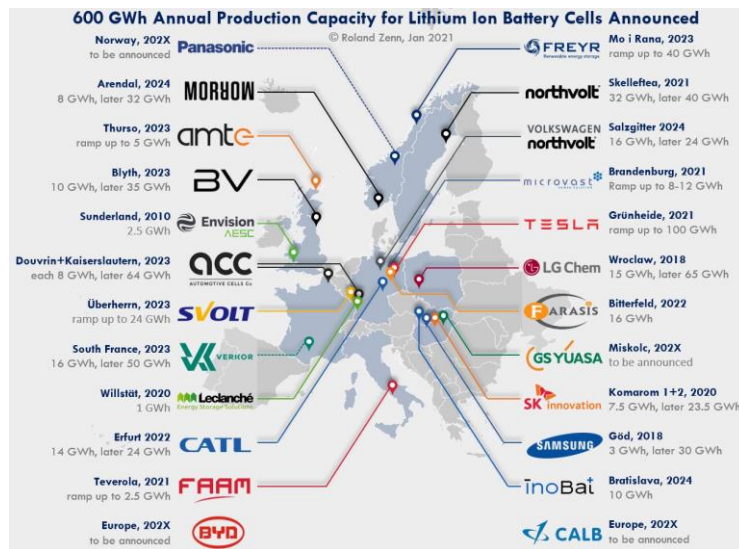 600 GWh Annual Production Capacity for Lithium Ion Battery Cells Announced
© Roland Zenn, Jan 2021
Norway, 202X
to be announced
Panasonic
Arendal, 2024
8 GWh, later 32 GWh
MORROW
Thurso, 2023
ramp up to 5 GWh
amte
Blyth, 2023
10 GWh, later 35 GWh
BV
Sunderland, 2010
2.5 GWh
Envision
AESC
Douvrin+Kaiserslautern, 2023
each 8 GWh, later 64 GWh
acc
AUTOMOTIVE CELLS Co
Überherrn, 2023
ramp up to 24 GWh
SVOLT
South France, 2023
16 GWh, later 50 GWh
VERKOR
Willstät, 2020
1 GWh
Leclanché
Energy Storage Solutions
Erfurt 2022
14 GWh, later 24 GWh
CATL
Teverola, 2021
ramp up to 2.5 GWh
FAAM
Europe, 202X
to be announced
BYD
FREYR
Renewable energy storage
Mo i Rana, 2023
ramp up to 40 GWh
northvolt
Skelleftea, 2021
32 GWh, later 40 GWh
VOLKSWAGEN
northvolt
Salzgitter 2024
16 GWh, later 24 GWh
microvast
Brandenburg, 2021
Ramp up to 8-12 GWh
TESLA
Grünheide, 2021
ramp up to 100 GWh
LG Chem
Wroclaw, 2018
15 GWh, later 65 GWh
FARASIS
Bitterfeld, 2022
16 GWh
GS YUASA
Miskolc, 202X
to be announced
SK innovation
Komarom 1+2, 2020
7.5 GWh, later 23.5 GWh
SAMSUNG
Göd, 2018
3 GWh, later 30 GWh
inoBat
Bratislava, 2024
10 GWh
CALB
Europe, 202X
to be announced